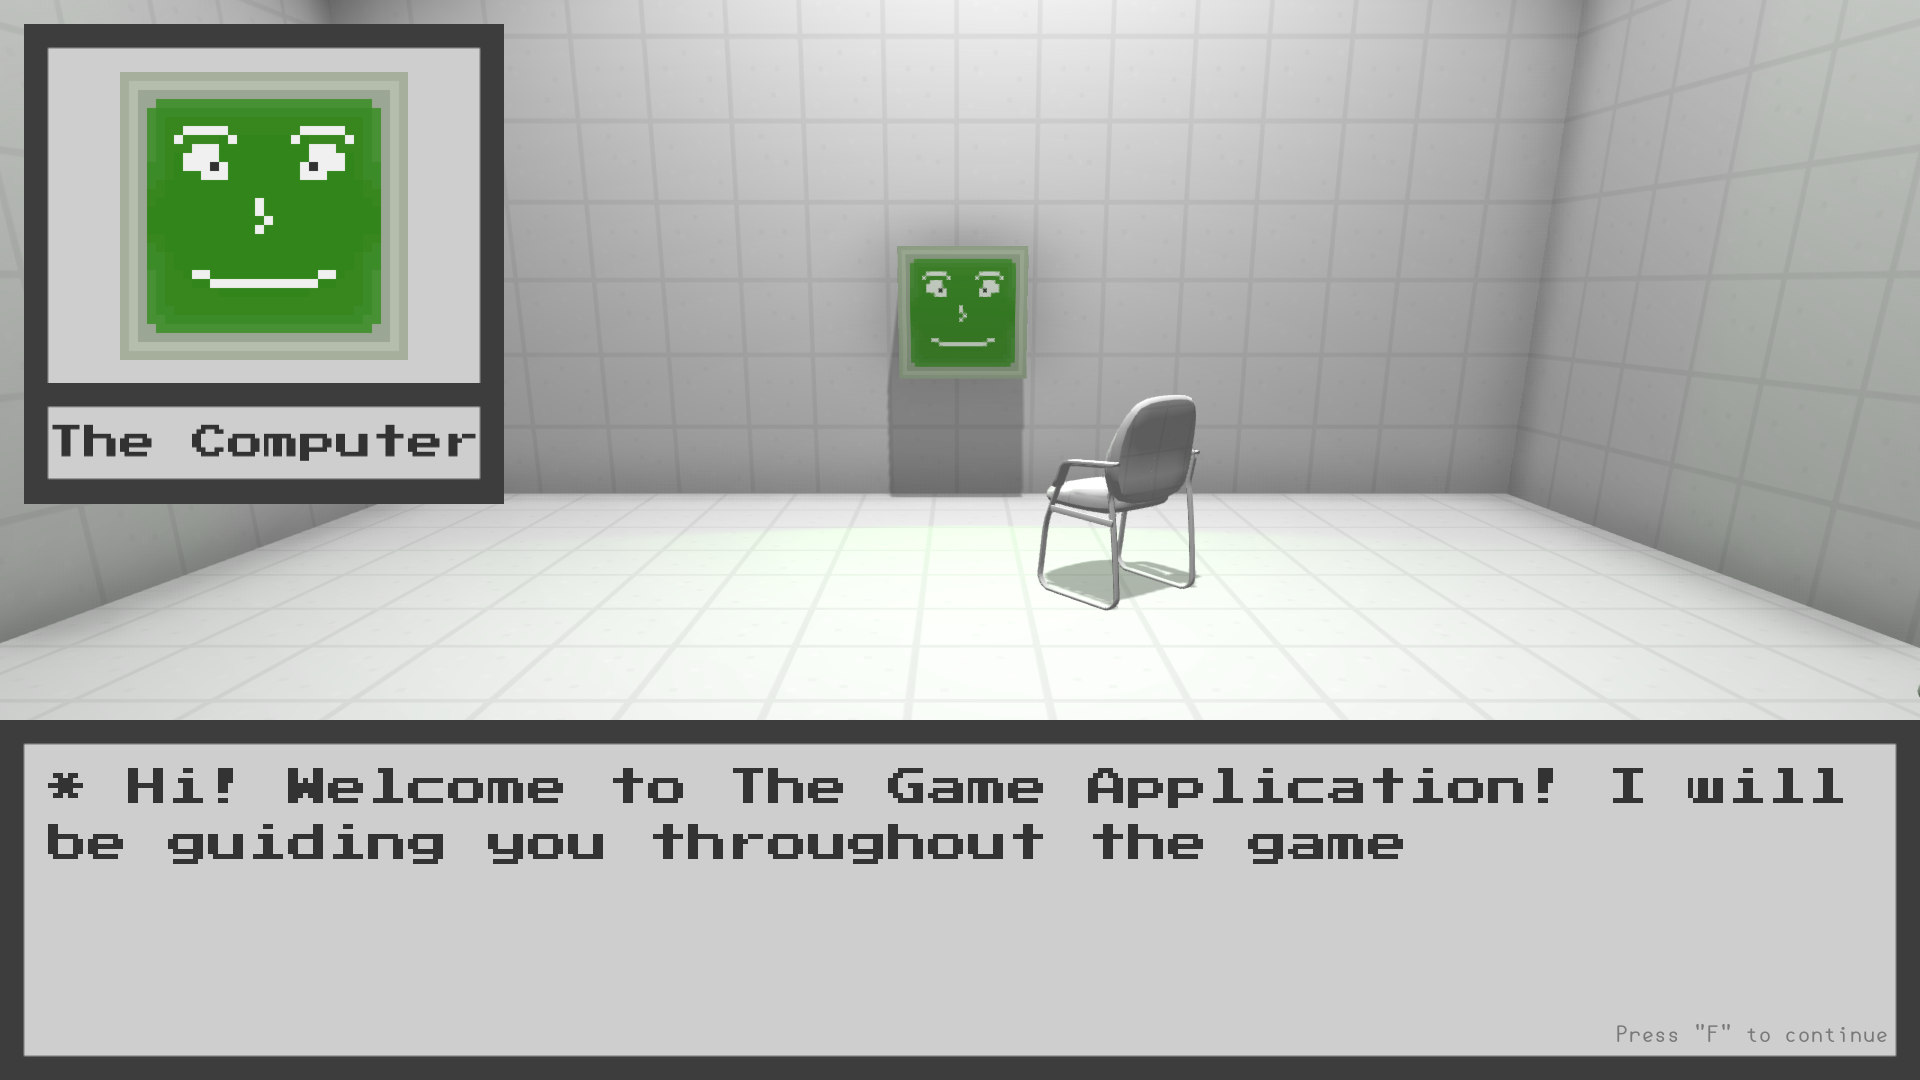 The Computer
* Hi! Welcome to The Game Application! I will
be guiding you throughout the game
Press "F" to continue